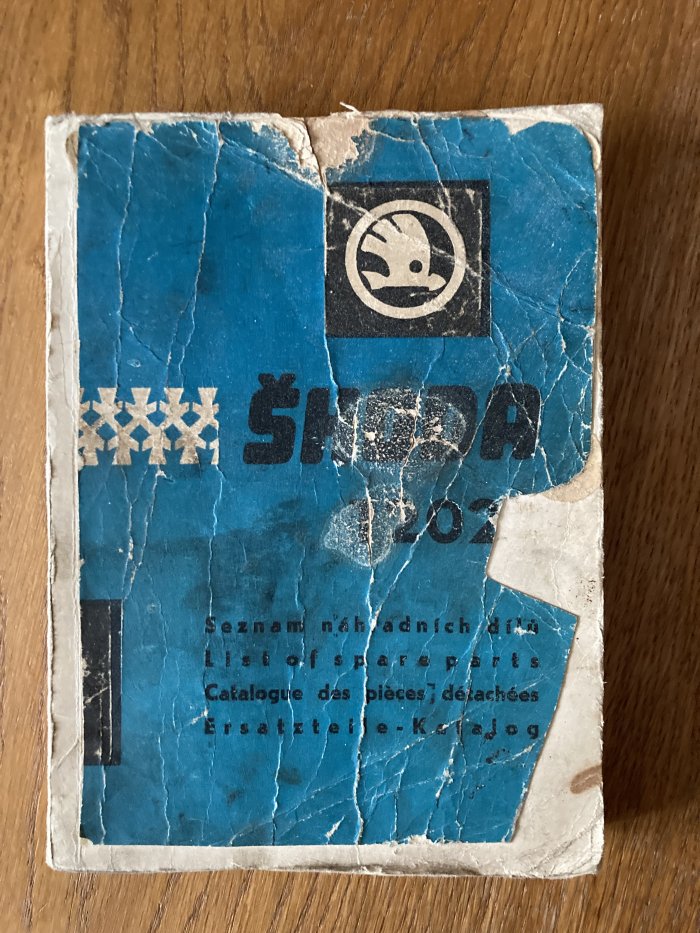 ŠKODA
1202
Seznam náhradních dílů
List of spare parts
Catalogue des pièces détachées
Ersatzteile-Katalog